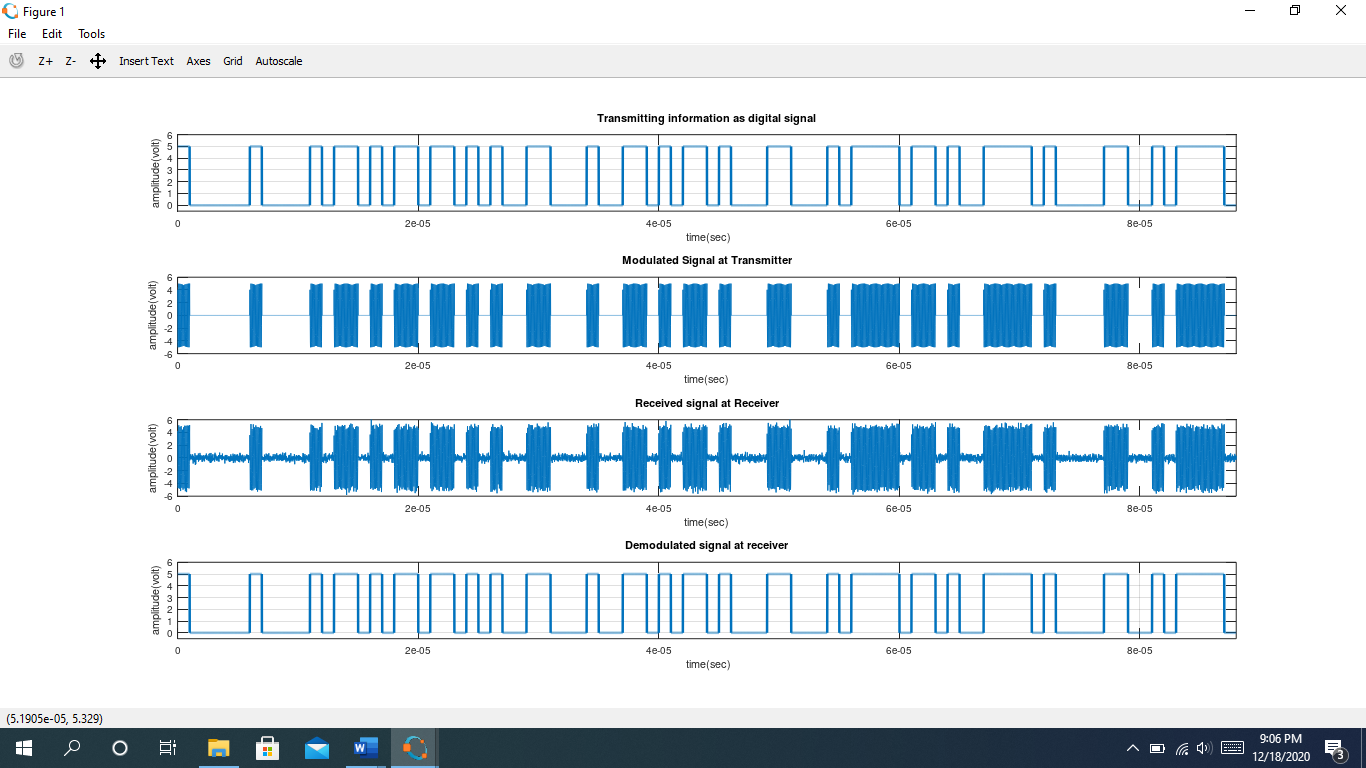 Figure 1
File Edit Tools
Z+ Z- Insert Text Axes Grid Autoscale
Transmitting information as digital signal
6
5
4
3
2
1
0
amplitude(volt)
0 2e-05 4e-05 6e-05 8e-05
time(sec)
Modulated Signal at Transmitter
6
4
2
0
-2
-4
-6
amplitude(volt)
0 2e-05 4e-05 6e-05 8e-05
time(sec)
Received signal at Receiver
6
4
2
0
-2
-4
-6
amplitude(volt)
0 2e-05 4e-05 6e-05 8e-05
time(sec)
Demodulated signal at receiver
6
5
4
3
2
1
0
amplitude(volt)
0 2e-05 4e-05 6e-05 8e-05
time(sec)
(5.1905e-05, 5.329)
9:06 PM
12/18/2020
3